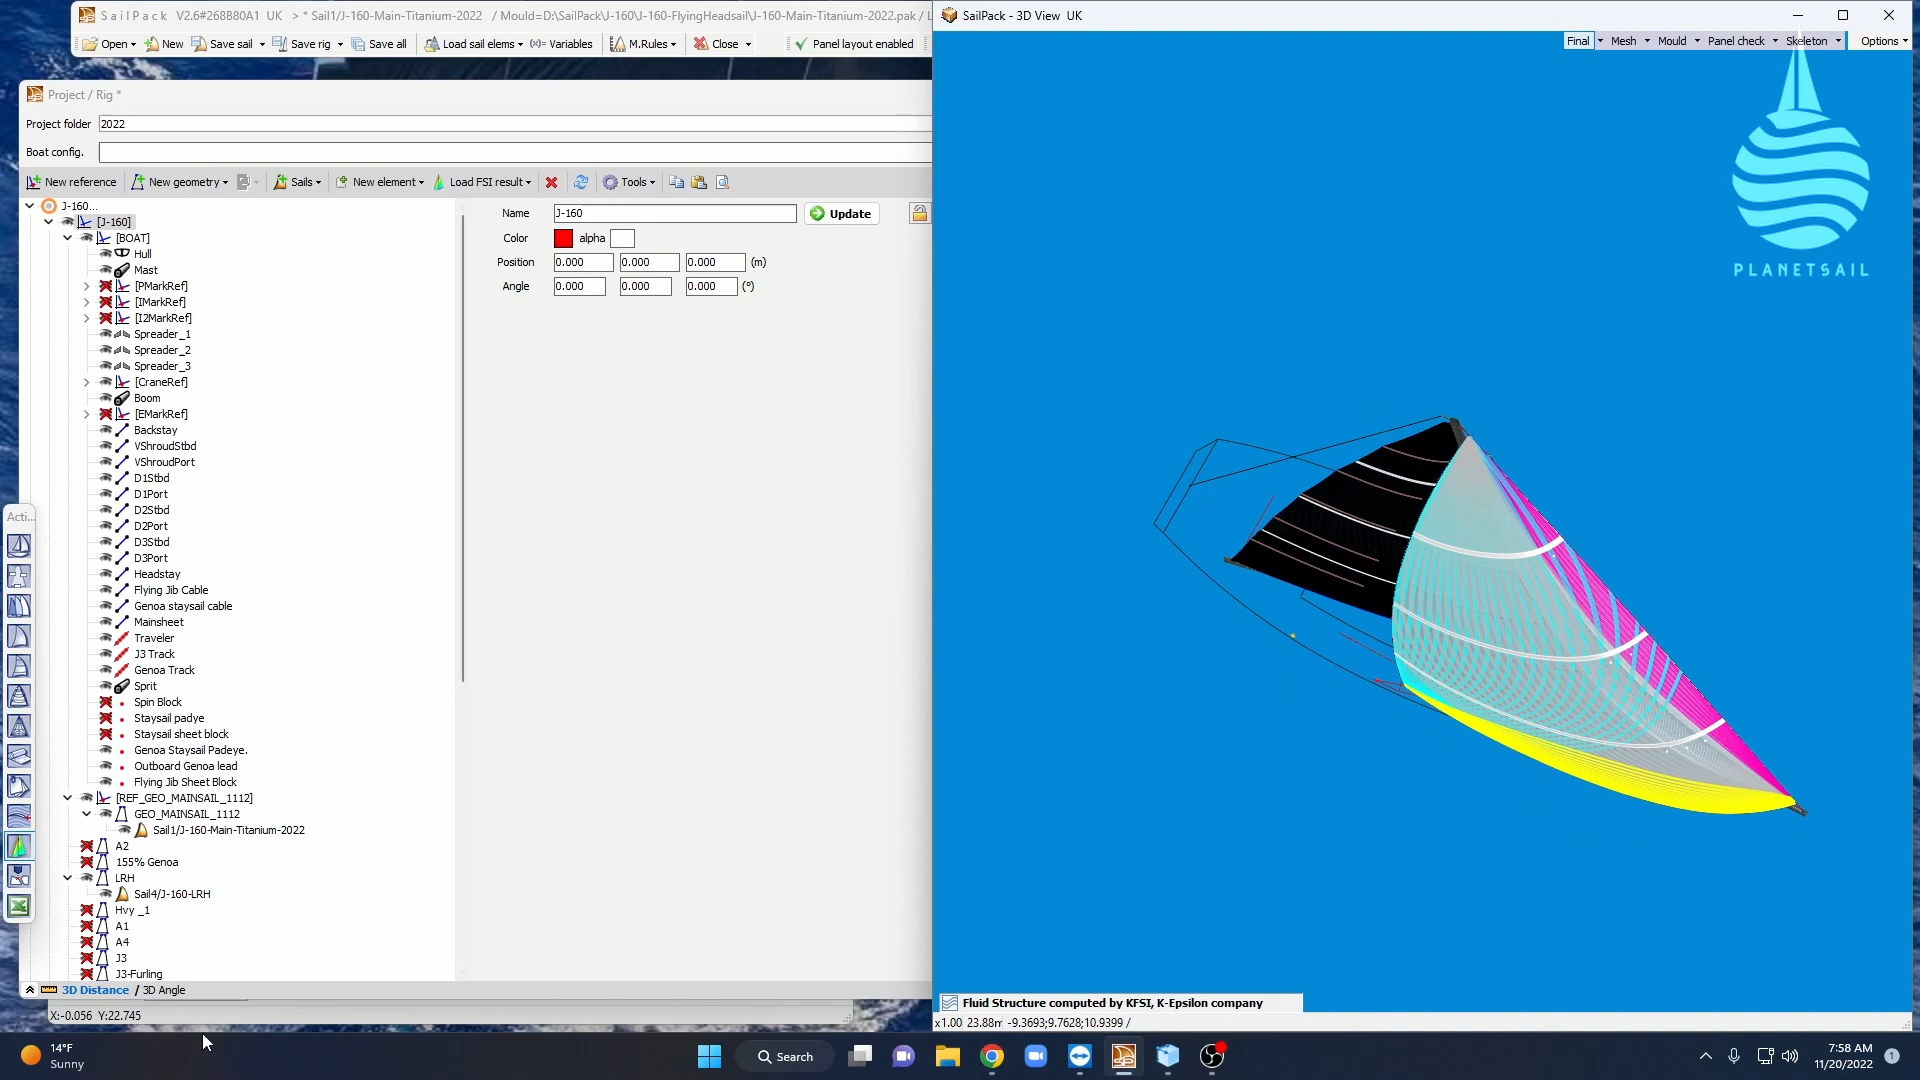 S a i l P a c k   V2.6#268B80A1  UK   > * Sail1/J-160-Main-Titanium-2022   / Mould=D:\SailPack\J-160\J-160-FlyingHeadsail\J-160-Main-Titanium-2022.pak / L
Open New Save sail Save rig Save all Load sail elems (x)= Variables M.Rules Close Panel layout enabled
Project / Rig *
Project folder 2022
Boat config.
New reference New geometry Sails New element Load FSI result Tools
J-160...
[J-160]
[BOAT]
Hull
Mast
[PMarkRef]
[IMarkRef]
[I2MarkRef]
Spreader_1
Spreader_2
Spreader_3
[CraneRef]
Boom
[EMarkRef]
Backstay
VShroudStbd
VShroudPort
D1Stbd
D1Port
D2Stbd
D2Port
D3Stbd
D3Port
Headstay
Flying Jib Cable
Genoa staysail cable
Mainsheet
Traveler
J3 Track
Genoa Track
Sprit
Spin Block
Staysail padye
Staysail sheet block
Genoa Staysail Padeye.
Outboard Genoa lead
Flying Jib Sheet Block
[REF_GEO_MAINSAIL_1112]
GEO_MAINSAIL_1112
Sail1/J-160-Main-Titanium-2022
A2
155% Genoa
LRH
Sail4/J-160-LRH
Hvy _1
A1
A4
J3
J3-Furling
Name J-160 Update
Color alpha
Position 0.000 0.000 0.000 (m)
Angle 0.000 0.000 0.000 (°)
Acti...
3D Distance / 3D Angle
X:-0.056 Y:22.745
SailPack - 3D View UK
Final Mesh Mould Panel check Skeleton Options
PLANETSAIL
Fluid Structure computed by KFSI, K-Epsilon company
x1.00 23.88m -9.3693;9.7628;10.9399 /
14°F
Sunny
Search
7:58 AM
11/20/2022
1